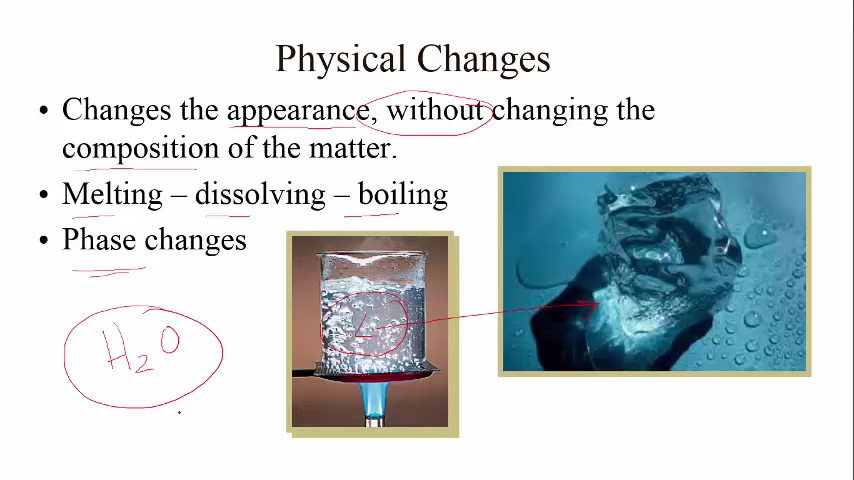 Physical Changes
• Changes the appearance, without changing the
composition of the matter.
• Melting – dissolving – boiling
• Phase changes
H₂O